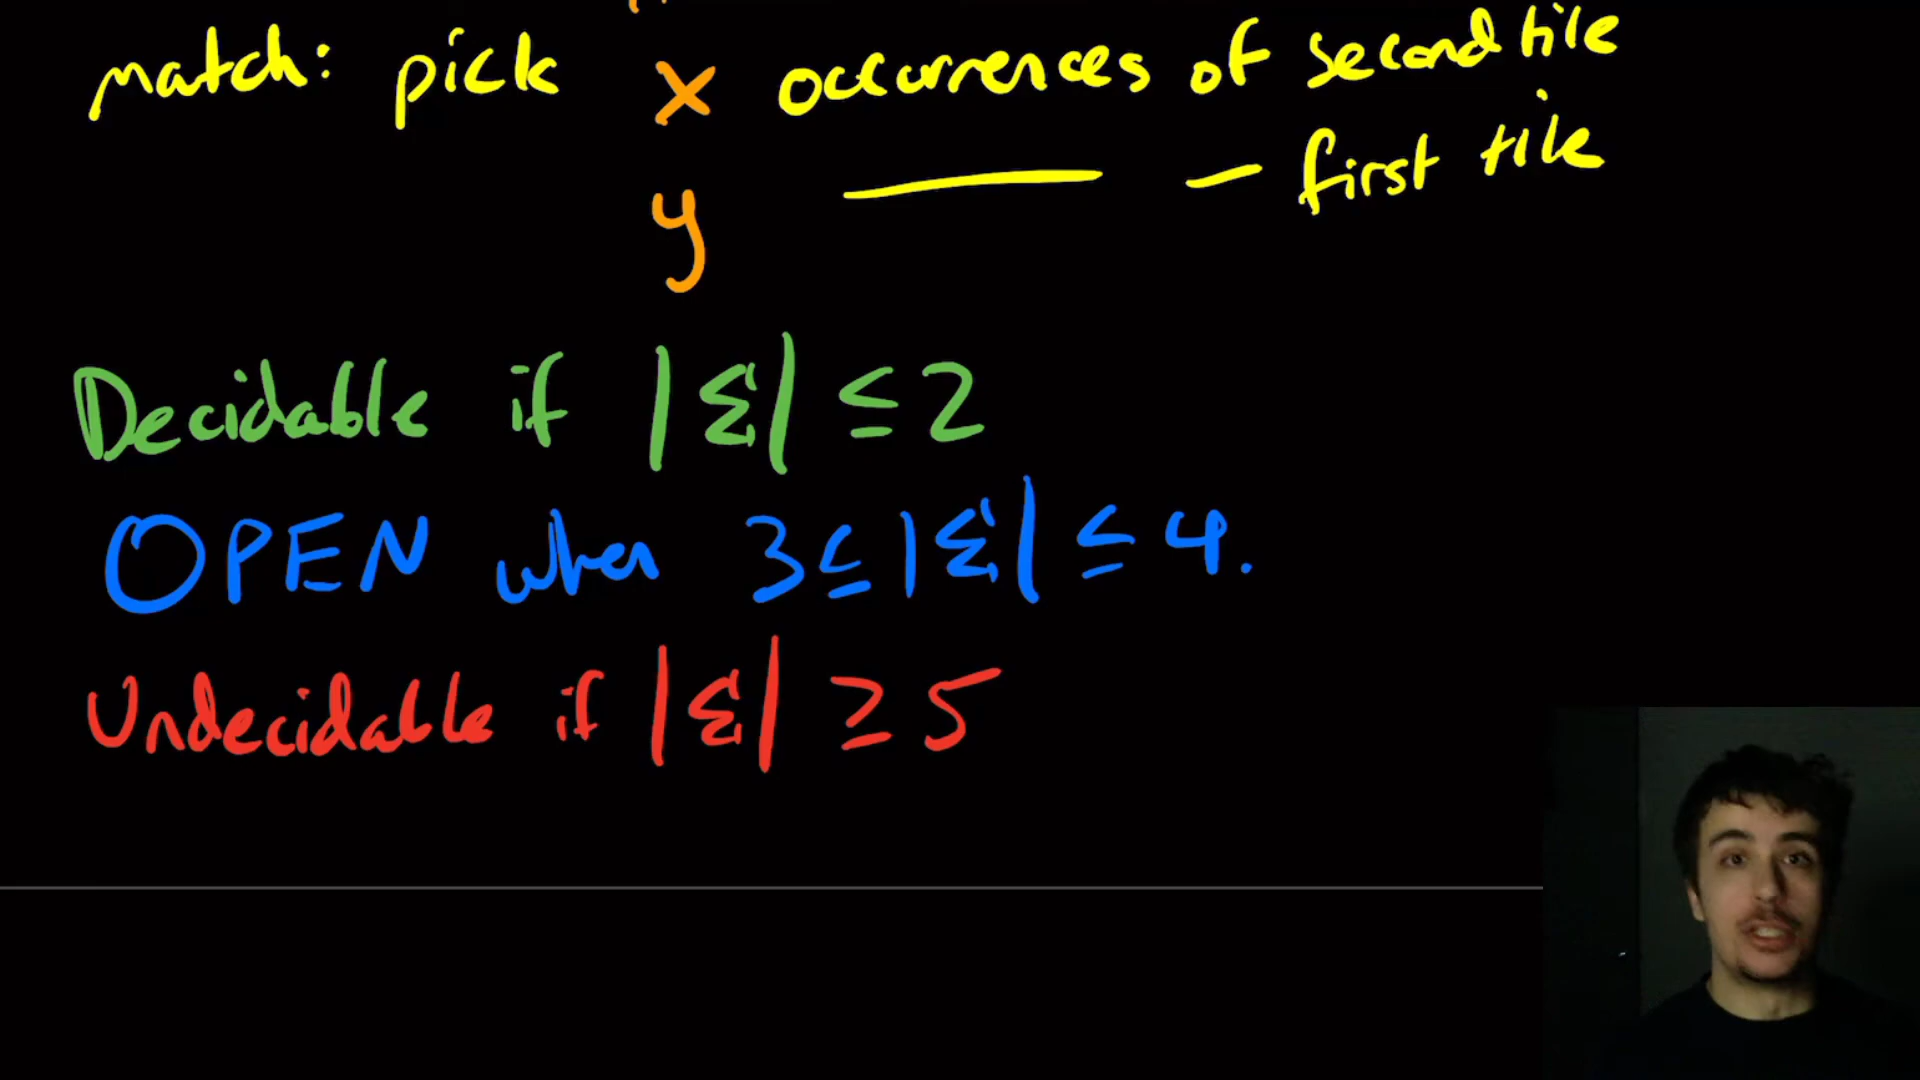 match: pick x occurrences of second tile
y —— – first tile
Decidable if |Σ| ≤ 2
OPEN when 3 ≤ |Σ| ≤ 4.
Undecidable if |Σ| ≥ 5